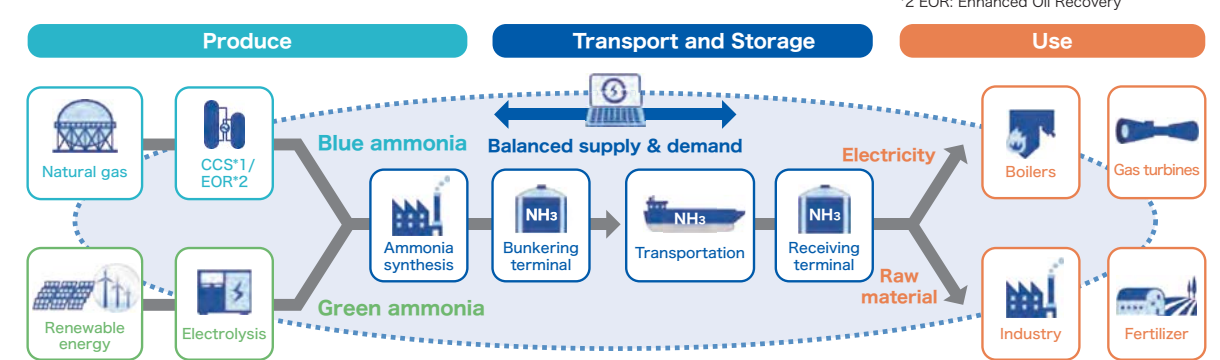 *2 EOR: Enhanced Oil Recovery
Produce
Transport and Storage
Use
Natural gas
CCS*1/
EOR*2
Blue ammonia
Balanced supply & demand
Electricity
Boilers
Gas turbines
Ammonia
synthesis
NH3
Bunkering
terminal
NH3
Transportation
NH3
Receiving
terminal
Renewable
energy
Electrolysis
Green ammonia
Raw
material
Industry
Fertilizer